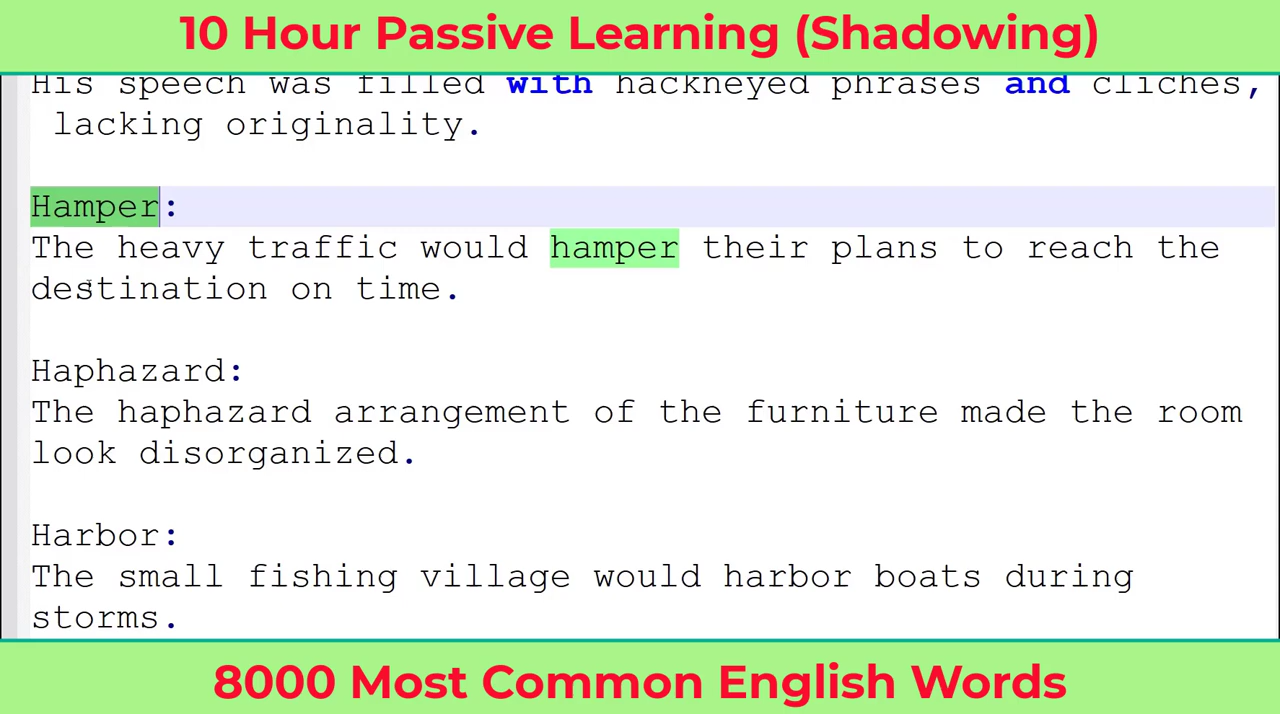 10 Hour Passive Learning (Shadowing)
His speech was filled with hackneyed phrases and cliches,
lacking originality.
Hamper:
The heavy traffic would hamper their plans to reach the
destination on time.
Haphazard:
The haphazard arrangement of the furniture made the room
look disorganized.
Harbor:
The small fishing village would harbor boats during
storms.
8000 Most Common English Words